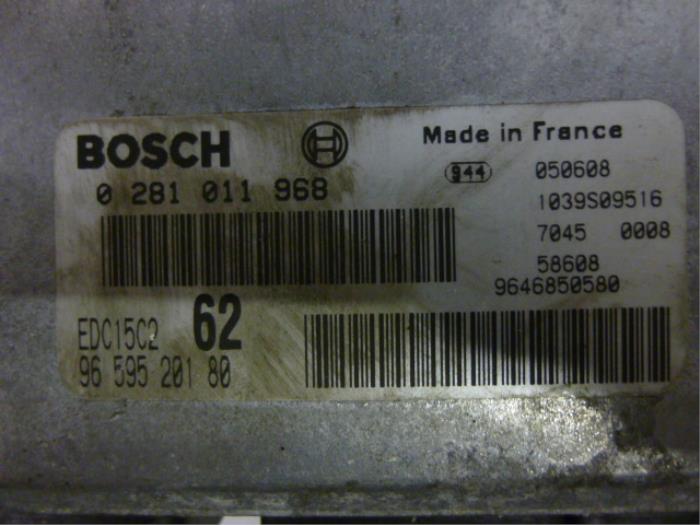 BOSCH
Made in France
0 281 011 968
944
050608
1039S09516
7045 0008
58608
9646850580
EDC15C2 62
96 595 201 80